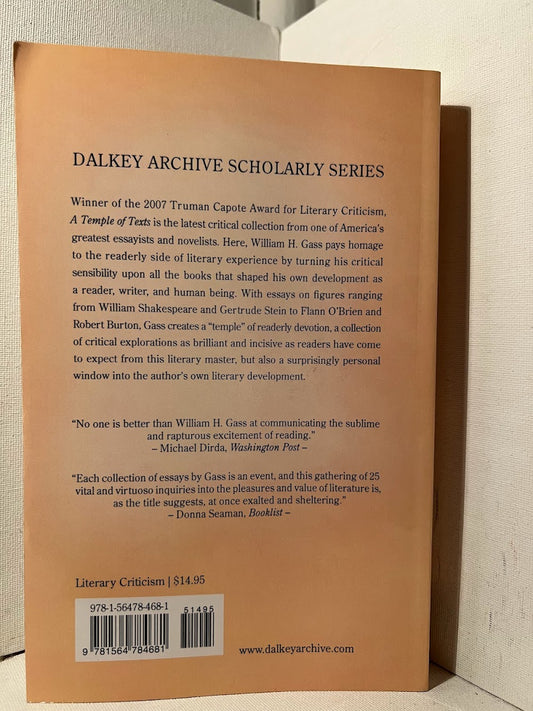 DALKEY ARCHIVE SCHOLARLY SERIES
Winner of the 2007 Truman Capote Award for Literary Criticism,
A Temple of Texts is the latest critical collection from one of America's
greatest essayists and novelists. Here, William H. Gass pays homage
to the readerly side of literary experience by turning his critical
sensibility upon all the books that shaped his own development as
a reader, writer, and human being. With essays on figures ranging
from William Shakespeare and Gertrude Stein to Flann O'Brien and
Robert Burton, Gass creates a "temple" of readerly devotion, a collection
of critical explorations as brilliant and incisive as readers have come
to expect from this literary master, but also a surprisingly personal
window into the author's own literary development.
"No one is better than William H. Gass at communicating the sublime
and rapturous excitement of reading."
– Michael Dirda, Washington Post –
"Each collection of essays by Gass is an event, and this gathering of 25
vital and virtuoso inquiries into the pleasures and value of literature is,
as the title suggests, at once exalted and sheltering."
– Donna Seaman, Booklist –
Literary Criticism | $14.95
978-1-56478-468-1
51495
9 781564 784681
www.dalkeyarchive.com